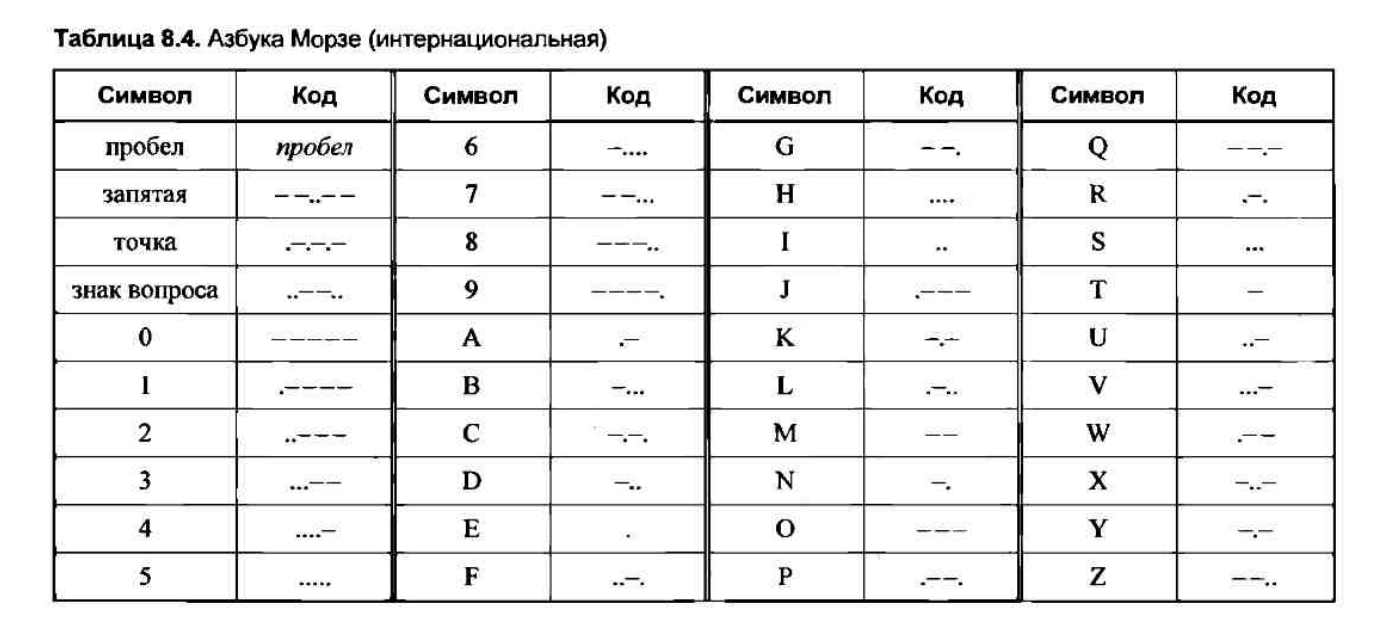 Таблица 8.4. Азбука Морзе (интернациональная)
Символ Код Символ Код Символ Код Символ Код
пробел пробел 6 –.... G – –. Q – –.–
запятая – –..– – 7 – –... H .... R .–.
точка .–.–.– 8 – – –.. I .. S ...
знак вопроса ..– –.. 9 – – – –. J .– – – T –
0 – – – – – A .– K –.– U ..–
1 .– – – – B –... L .–.. V ...–
2 ..– – – C –.–. M – – W .– –
3 ...– – D –.. N –. X –..–
4 ....– E . O – – – Y –.–
5 ..... F ..–. P .– –. Z – –..